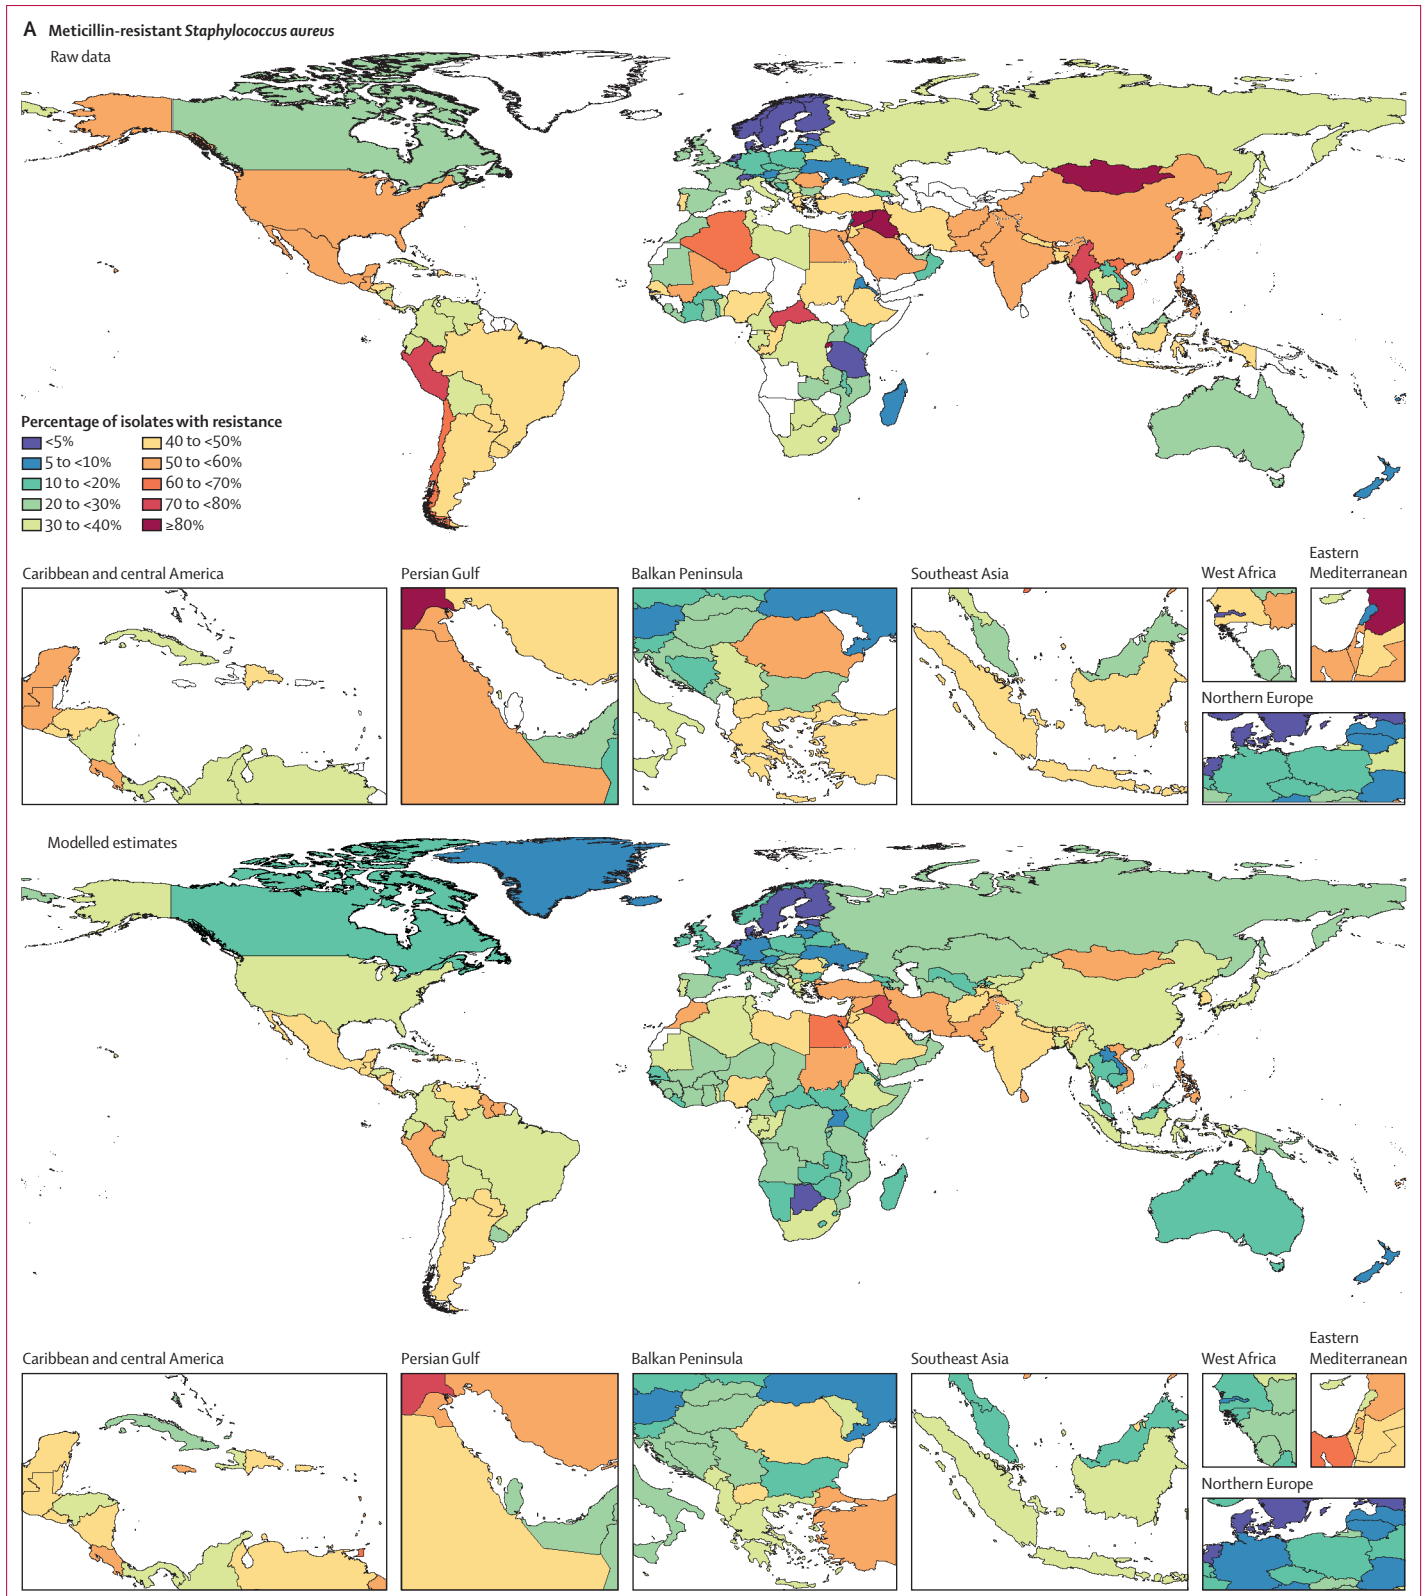 A Meticillin-resistant Staphylococcus aureus
Raw data
Percentage of isolates with resistance
<5%
5 to <10%
10 to <20%
20 to <30%
30 to <40%
40 to <50%
50 to <60%
60 to <70%
70 to <80%
≥80%
Caribbean and central America
Persian Gulf
Balkan Peninsula
Southeast Asia
West Africa
Eastern
Mediterranean
Northern Europe
Modelled estimates
Caribbean and central America
Persian Gulf
Balkan Peninsula
Southeast Asia
West Africa
Eastern
Mediterranean
Northern Europe